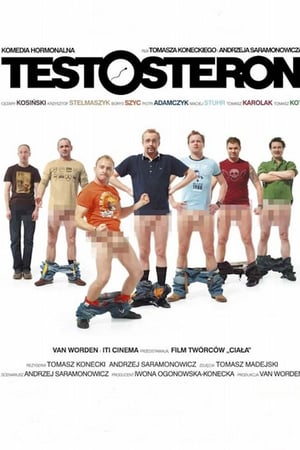 KOMEDIA HORMONALNA
FILM TOMASZA KONECKIEGO i ANDRZEJA SARAMONOWICZA
TESTOSTERON
CEZARY KOSIŃSKI KRZYSZTOF STELMASZYK BORYS SZYC PIOTR ADAMCZYK MACIEJ STUHR TOMASZ KAROLAK TOMASZ KO
VAN WORDEN i ITI CINEMA PRZEDSTAWIAJĄ FILM TWÓRCÓW „CIAŁA”
REŻYSERIA TOMASZ KONECKI ANDRZEJ SARAMONOWICZ ZDJĘCIA TOMASZ MADEJSKI
SCENARIUSZ ANDRZEJ SARAMONOWICZ PRODUCENT IWONA OGONOWSKA-KONECKA PRODUKCJA VAN WORDEN